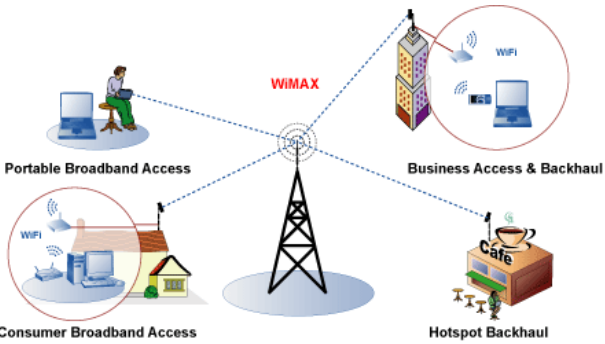 WiMAX
WiFi
Portable Broadband Access
Business Access & Backhaul
WiFi
Cafe
Consumer Broadband Access
Hotspot Backhaul